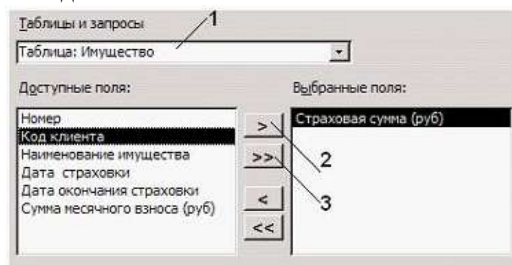 Таблицы и запросы
1
Таблица: Имущество
Доступные поля:
Выбранные поля:
Номер
Код клиента
Наименование имущества
Дата страховки
Дата окончания страховки
Сумма месячного взноса (руб)
>
>>
<
<<
2
3
Страховая сумма (руб)